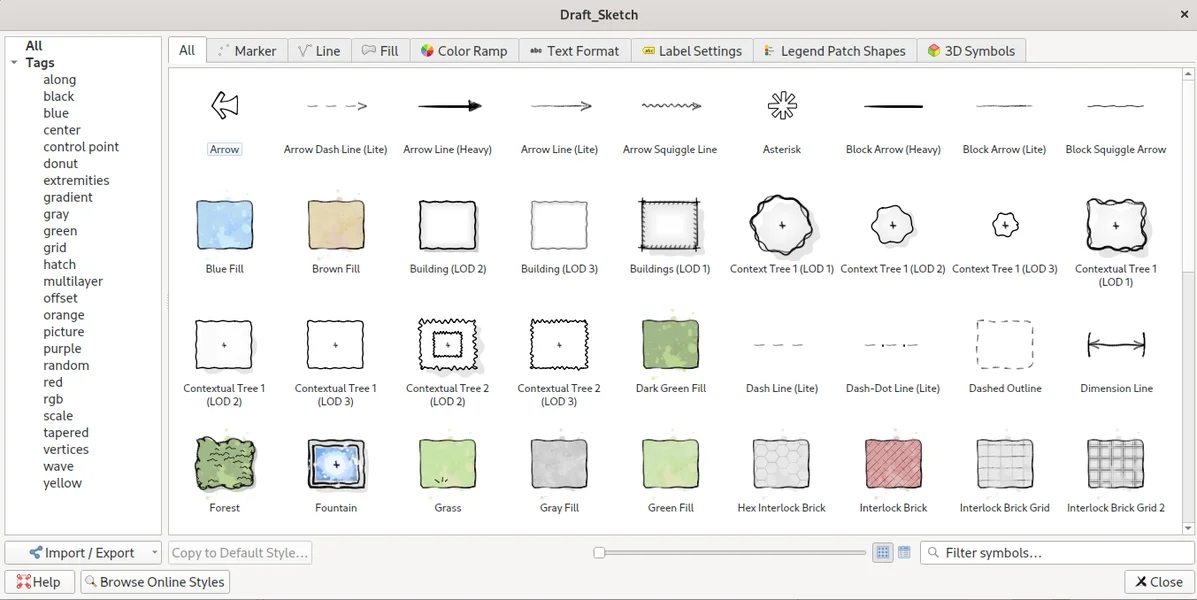 Draft_Sketch
All
Tags
along
black
blue
center
control point
donut
extremities
gradient
gray
green
grid
hatch
multilayer
offset
orange
picture
purple
random
red
rgb
scale
tapered
vertices
wave
yellow
All Marker Line Fill Color Ramp Text Format Label Settings Legend Patch Shapes 3D Symbols
Arrow Arrow Dash Line (Lite) Arrow Line (Heavy) Arrow Line (Lite) Arrow Squiggle Line Asterisk Block Arrow (Heavy) Block Arrow (Lite) Block Squiggle Arrow
Blue Fill Brown Fill Building (LOD 2) Building (LOD 3) Buildings (LOD 1) Context Tree 1 (LOD 1) Context Tree 1 (LOD 2) Context Tree 1 (LOD 3) Contextual Tree 1
(LOD 1)
Contextual Tree 1 Contextual Tree 1 Contextual Tree 2 Contextual Tree 2 Dark Green Fill Dash Line (Lite) Dash-Dot Line (Lite) Dashed Outline Dimension Line
(LOD 2) (LOD 3) (LOD 2) (LOD 3)
Forest Fountain Grass Gray Fill Green Fill Hex Interlock Brick Interlock Brick Interlock Brick Grid Interlock Brick Grid 2
Import / Export Copy to Default Style... Filter symbols...
Help Browse Online Styles Close